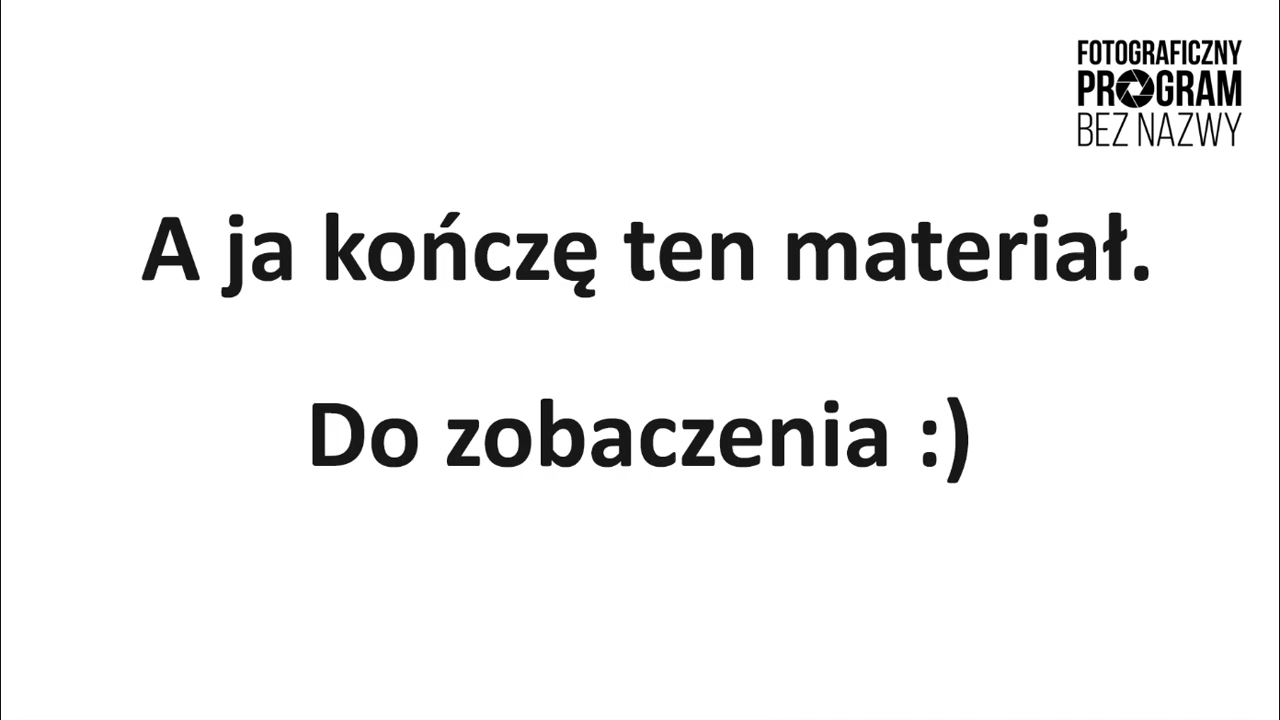 FOTOGRAFICZNY
PROGRAM
BEZ NAZWY
A ja kończę ten materiał.
Do zobaczenia :)